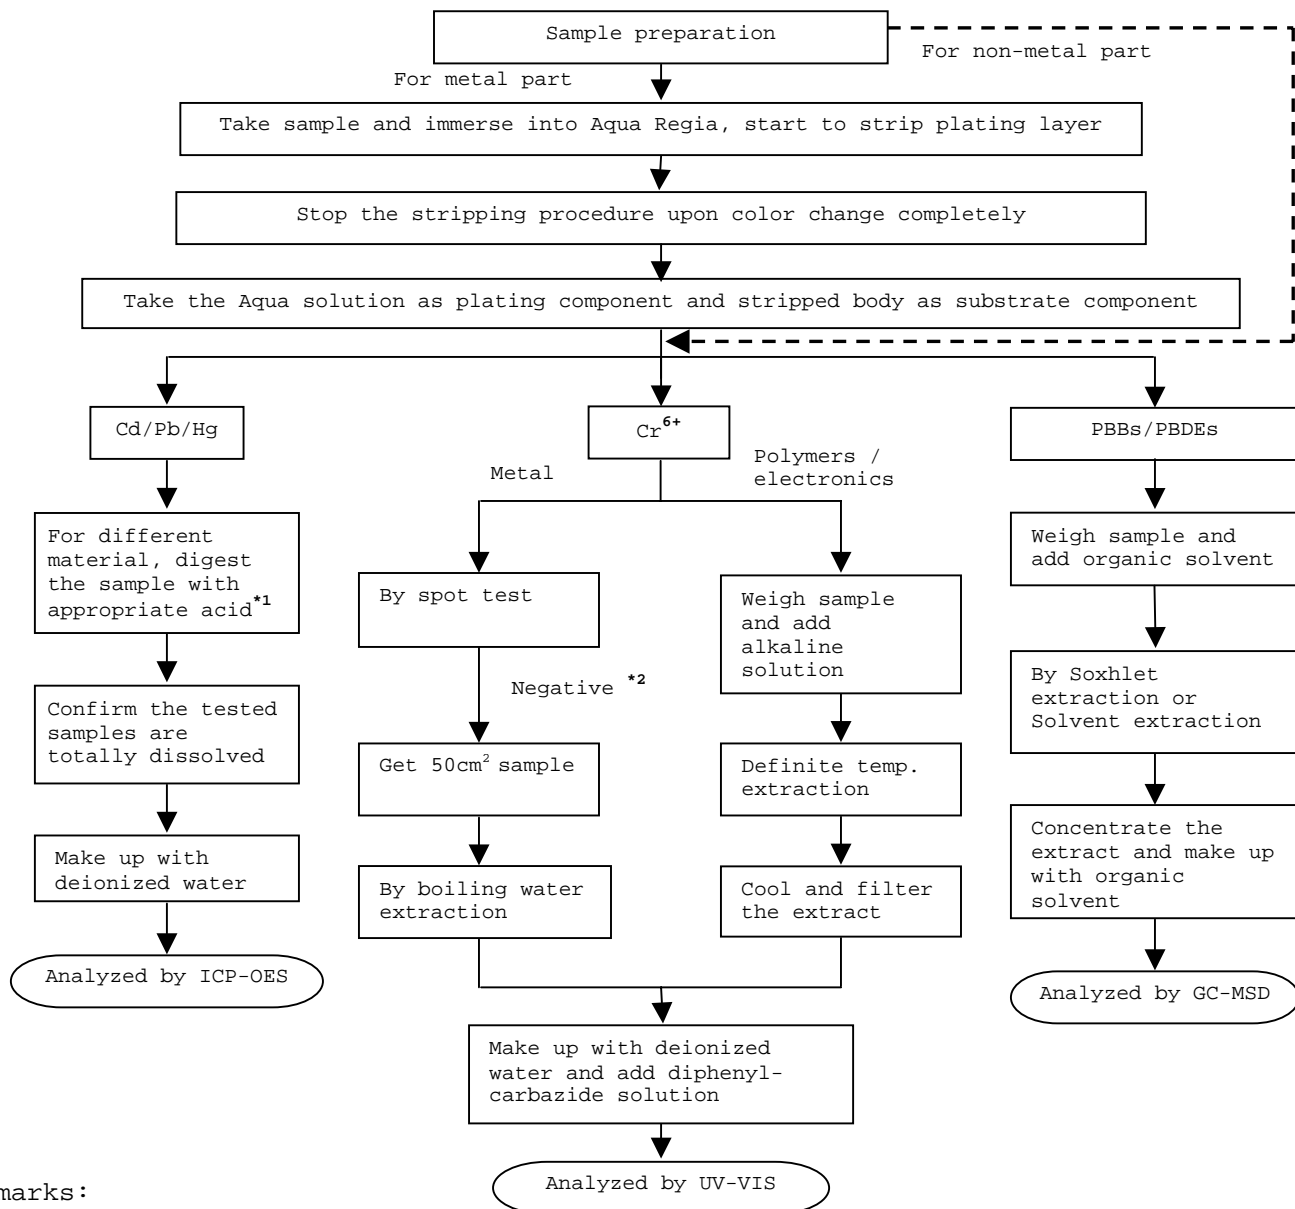 Sample preparation
For non-metal part
For metal part
Take sample and immerse into Aqua Regia, start to strip plating layer
Stop the stripping procedure upon color change completely
Take the Aqua solution as plating component and stripped body as substrate component
Cd/Pb/Hg
Cr⁶⁺
PBBs/PBDEs
Metal
Polymers /
electronics
For different
material, digest
the sample with
appropriate acid*1
Confirm the tested
samples are
totally dissolved
Make up with
deionized water
Analyzed by ICP-OES
By spot test
Negative *2
Get 50cm² sample
By boiling water
extraction
Weigh sample
and add
alkaline
solution
Definite temp.
extraction
Cool and filter
the extract
Make up with deionized
water and add diphenyl-
carbazide solution
Analyzed by UV-VIS
Weigh sample and
add organic solvent
By Soxhlet
extraction or
Solvent extraction
Concentrate the
extract and make up
with organic
solvent
Analyzed by GC-MSD
marks: